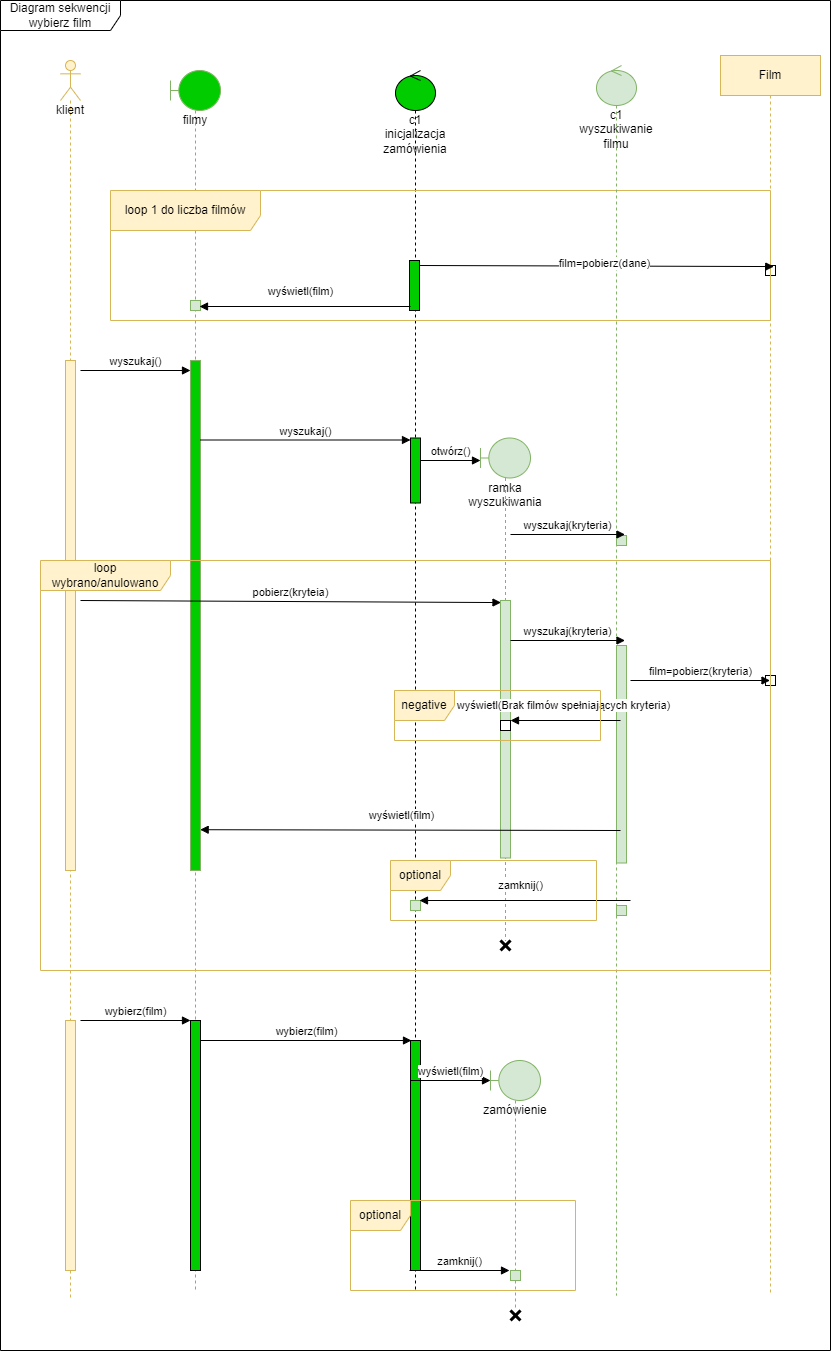 Diagram sekwencji
wybierz film
klient
filmy
c1
inicjalizacja
zamówienia
c1
wyszukiwanie
filmu
Film
loop 1 do liczba filmów
film=pobierz(dane)
wyświetl(film)
wyszukaj()
wyszukaj()
otwórz()
ramka
wyszukiwania
wyszukaj(kryteria)
loop
wybrano/anulowano
pobierz(kryteia)
wyszukaj(kryteria)
film=pobierz(kryteria)
negative
wyświetl(Brak filmów spełniających kryteria)
wyświetl(film)
optional
zamknij()
wybierz(film)
wybierz(film)
wyświetl(film)
zamówienie
optional
zamknij()